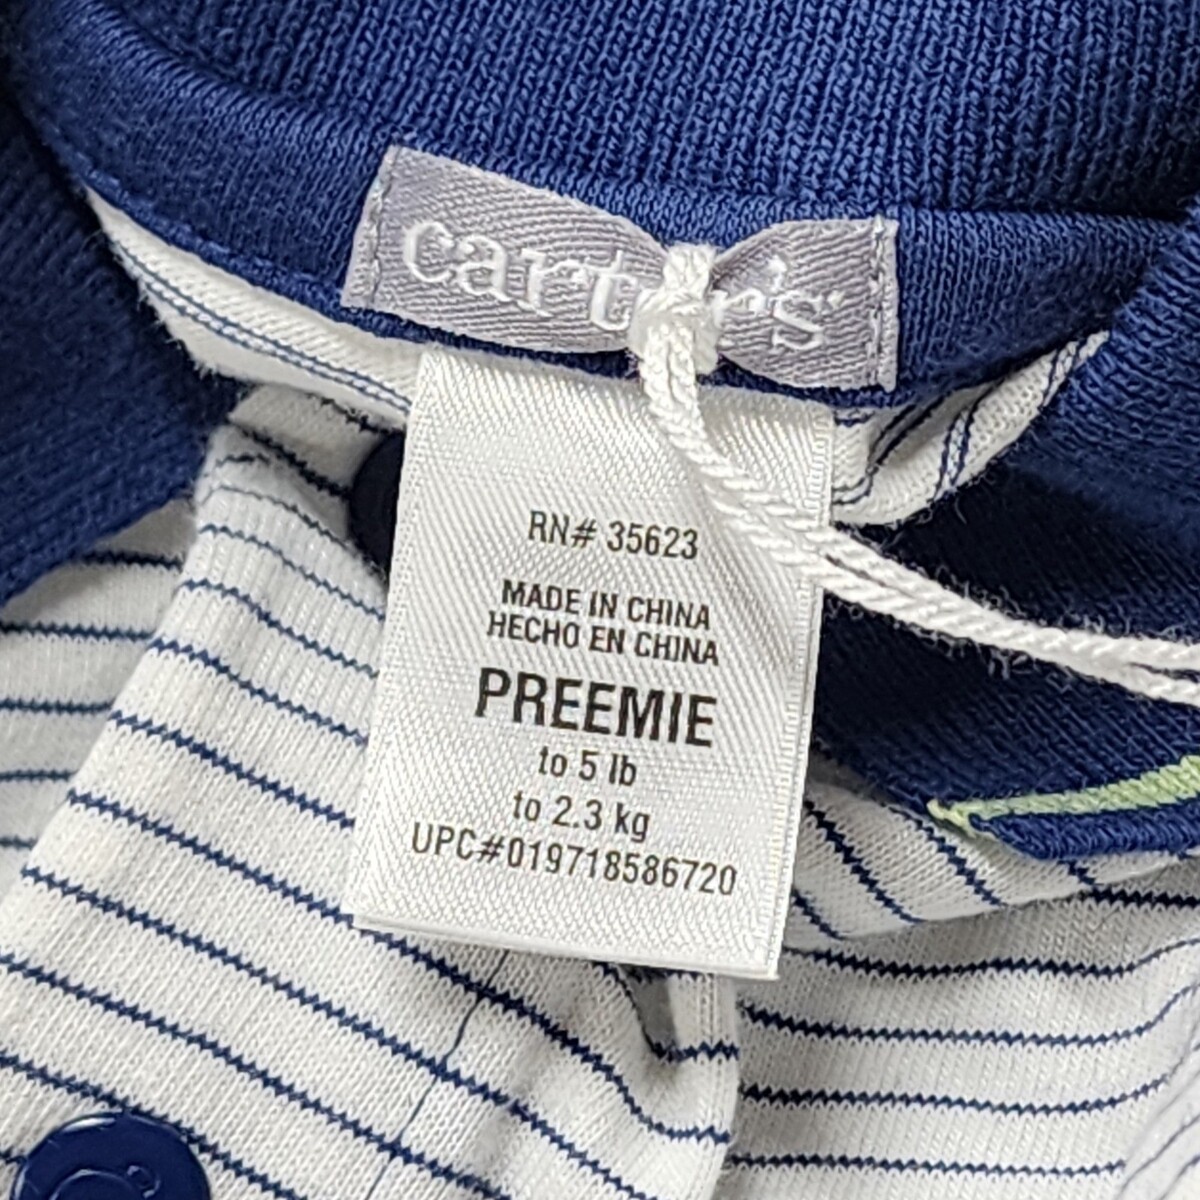 carter's
RN# 35623
MADE IN CHINA
HECHO EN CHINA
PREEMIE
to 5 lb
to 2.3 kg
UPC#019718586720